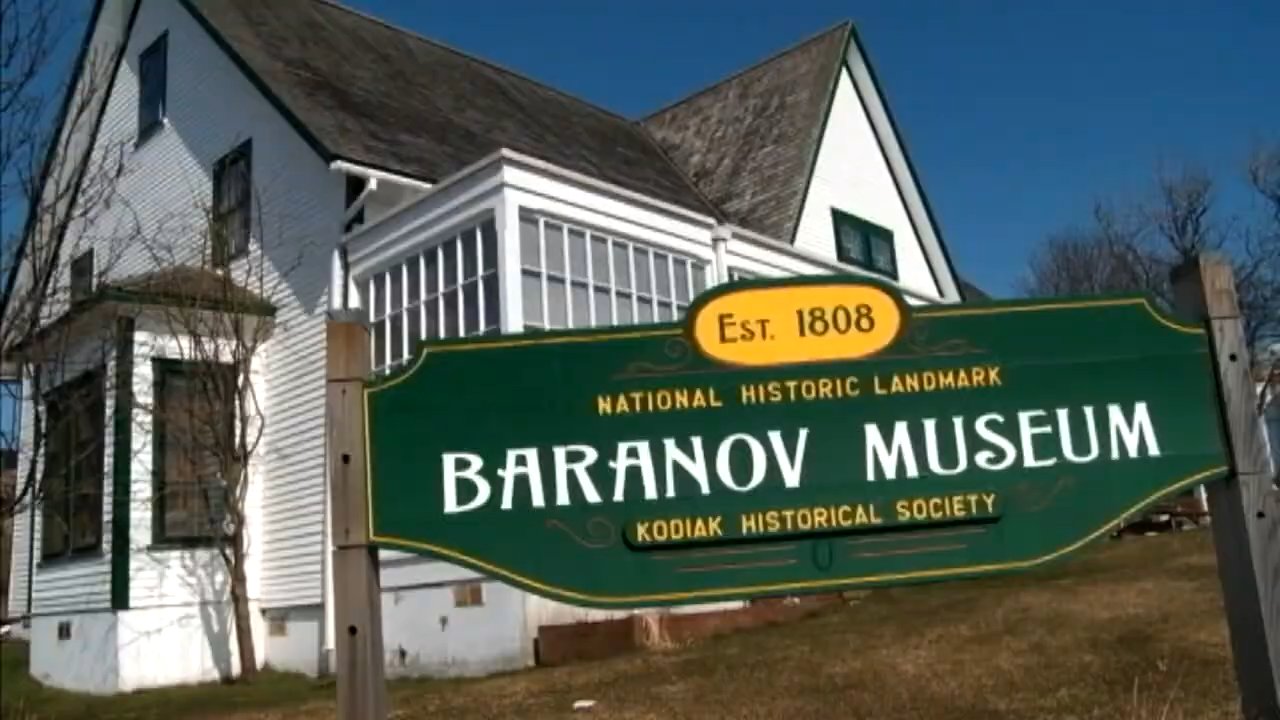 Est. 1808
NATIONAL HISTORIC LANDMARK
BARANOV MUSEUM
KODIAK HISTORICAL SOCIETY